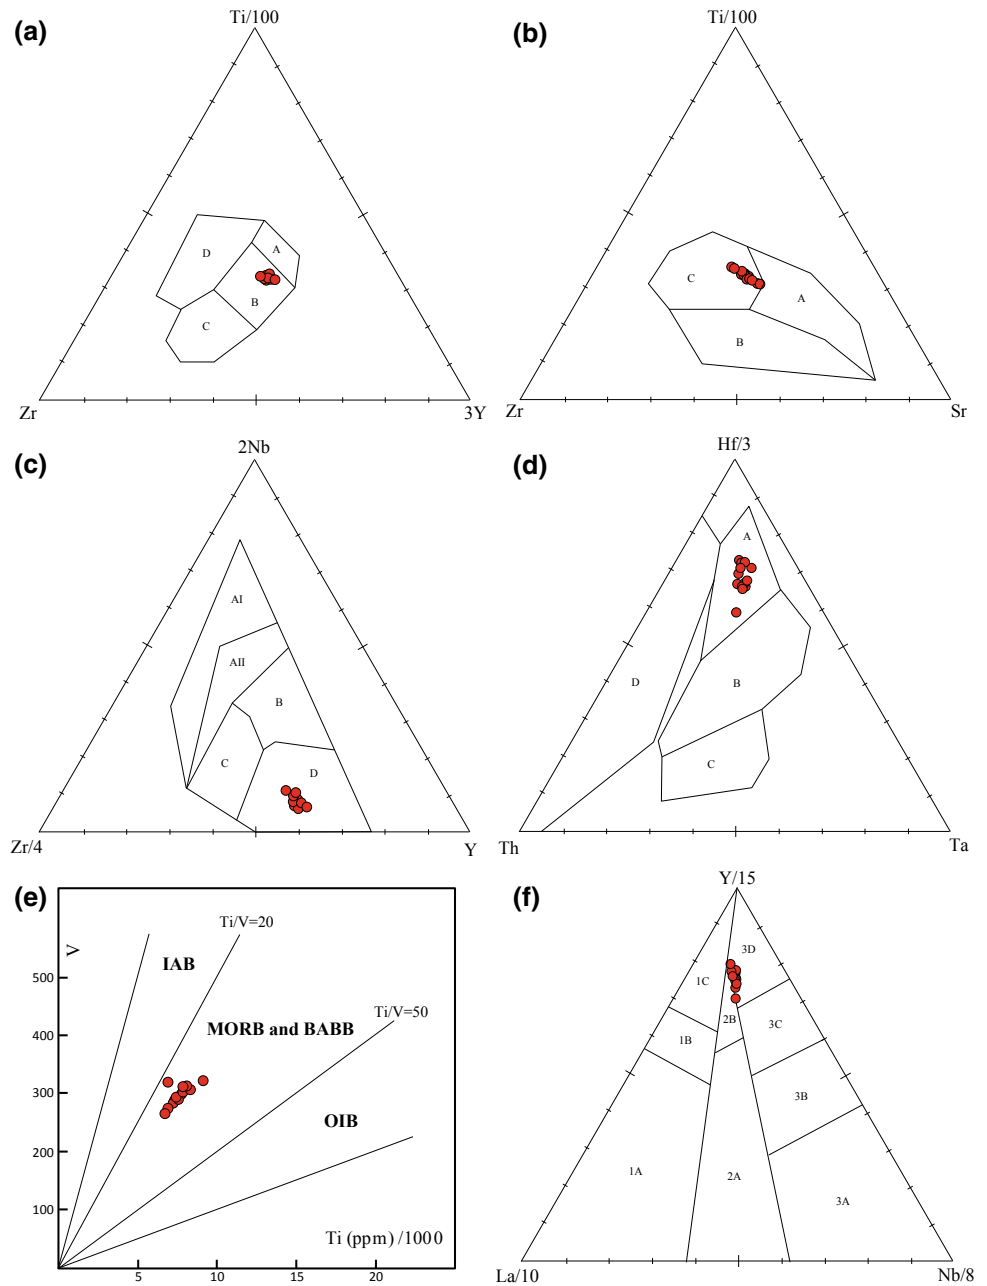 (a)
Ti/100
D
A
B
C
Zr
3Y
(b)
Ti/100
C
A
B
Zr
Sr
(c)
2Nb
AI
AII
B
C
D
Zr/4
Y
(d)
Hf/3
A
D
B
C
Th
Ta
(e)
V
Ti/V=20
IAB
Ti/V=50
MORB and BABB
OIB
500
400
300
200
100
Ti (ppm) /1000
5
10
15
20
(f)
Y/15
3D
1C
2B
3C
1B
3B
1A
2A
3A
La/10
Nb/8